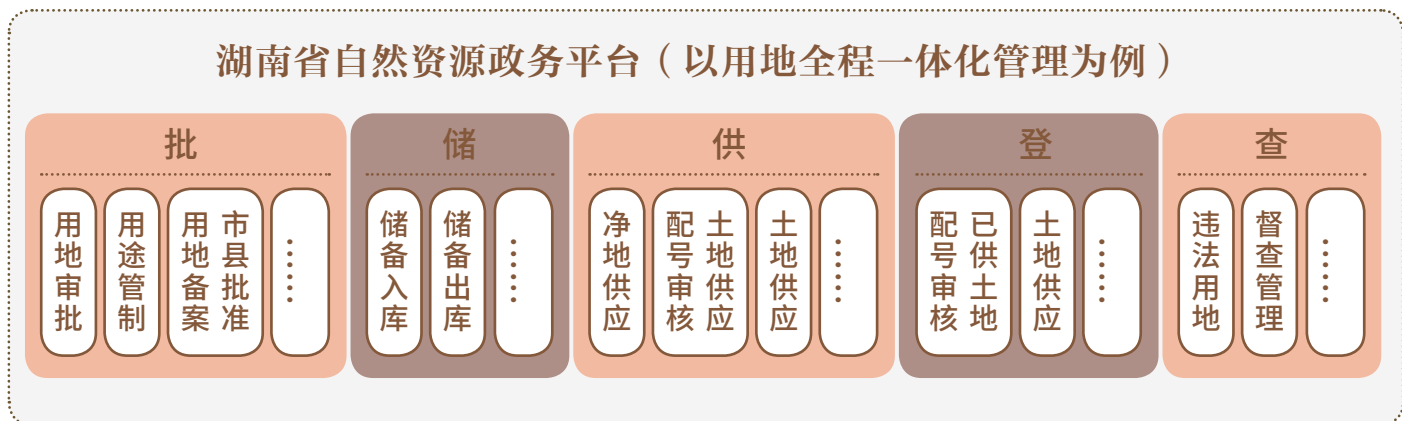 湖南省自然资源政务平台（以用地全程一体化管理为例）
批
用地审批
用途管制
市县批准
用地备案
……
储
储备入库
储备出库
……
供
净地供应
土地供应
配号审核
土地供应
……
登
已供土地
配号审核
土地供应
……
查
违法用地
督查管理
……